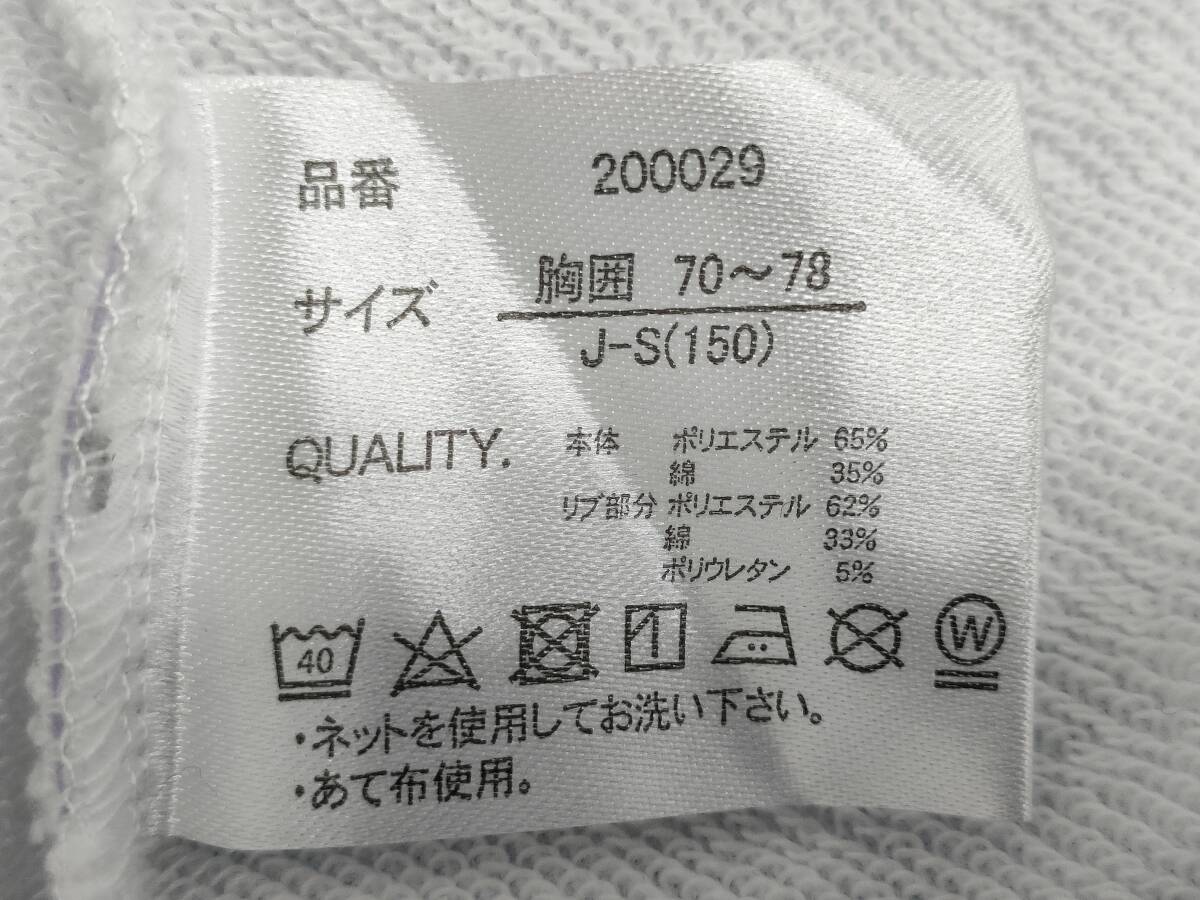 品番 200029
サイズ 胸囲 70～78
J-S(150)
QUALITY. 本体 ポリエステル 65%
綿 35%
リブ部分 ポリエステル 62%
綿 33%
ポリウレタン 5%
40 W
・ネットを使用してお洗い下さい。
・あて布使用。